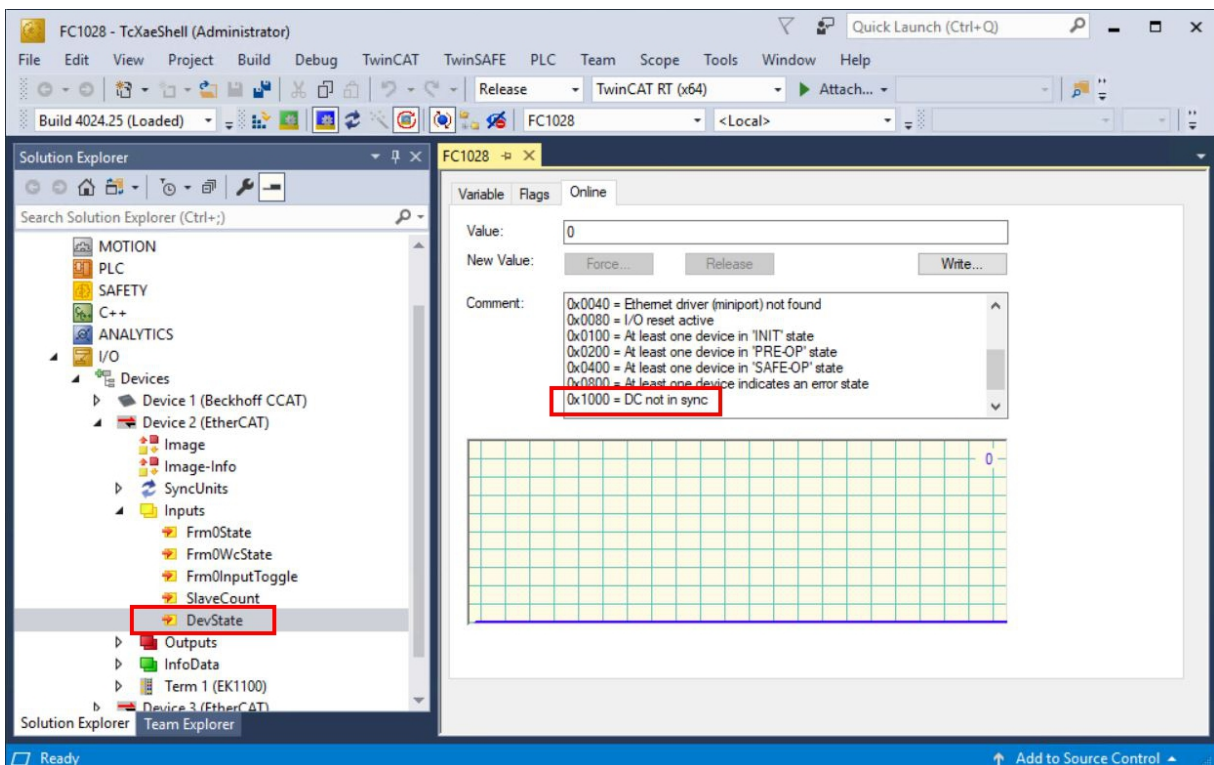 FC1028 - TcXaeShell (Administrator)
Quick Launch (Ctrl+Q)
File Edit View Project Build Debug TwinCAT TwinSAFE PLC Team Scope Tools Window Help
Release TwinCAT RT (x64) Attach...
Build 4024.25 (Loaded) FC1028 <Local>
Solution Explorer
Search Solution Explorer (Ctrl+;)
MOTION
PLC
SAFETY
C++
ANALYTICS
I/O
Devices
Device 1 (Beckhoff CCAT)
Device 2 (EtherCAT)
Image
Image-Info
SyncUnits
Inputs
Frm0State
Frm0WcState
Frm0InputToggle
SlaveCount
DevState
Outputs
InfoData
Term 1 (EK1100)
Device 3 (EtherCAT)
Solution Explorer Team Explorer
FC1028
Variable Flags Online
Value: 0
New Value: Force... Release Write...
Comment: 0x0040 = Ethernet driver (miniport) not found
0x0080 = I/O reset active
0x0100 = At least one device in 'INIT' state
0x0200 = At least one device in 'PRE-OP' state
0x0400 = At least one device in 'SAFE-OP' state
0x0800 = At least one device indicates an error state
0x1000 = DC not in sync
0
Ready Add to Source Control